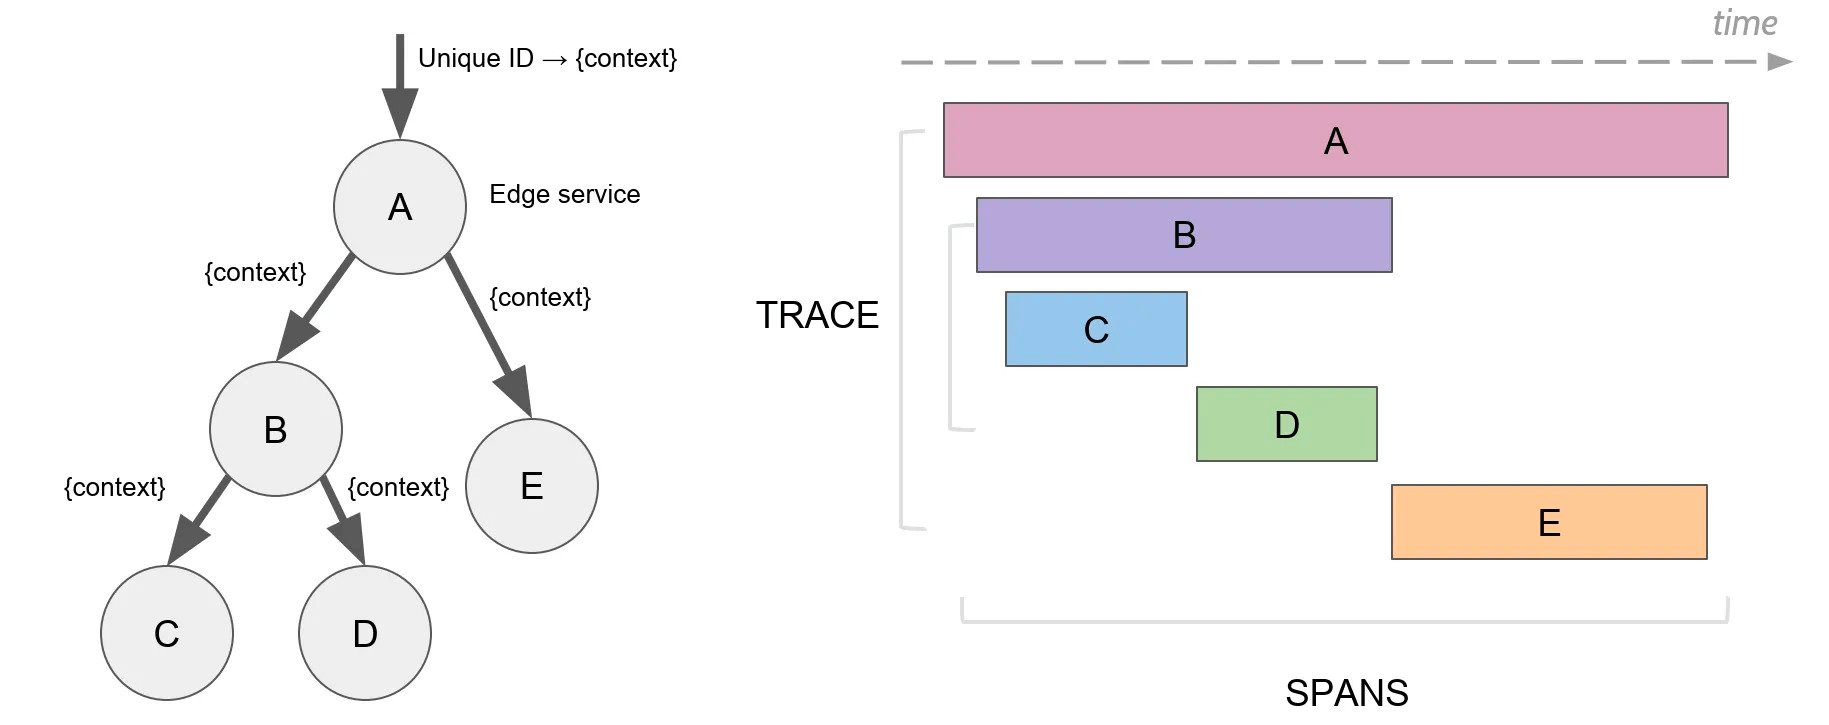 Unique ID → {context}
A
Edge service
{context}
{context}
B
E
{context}
{context}
C
D
time
A
B
TRACE
C
D
E
SPANS